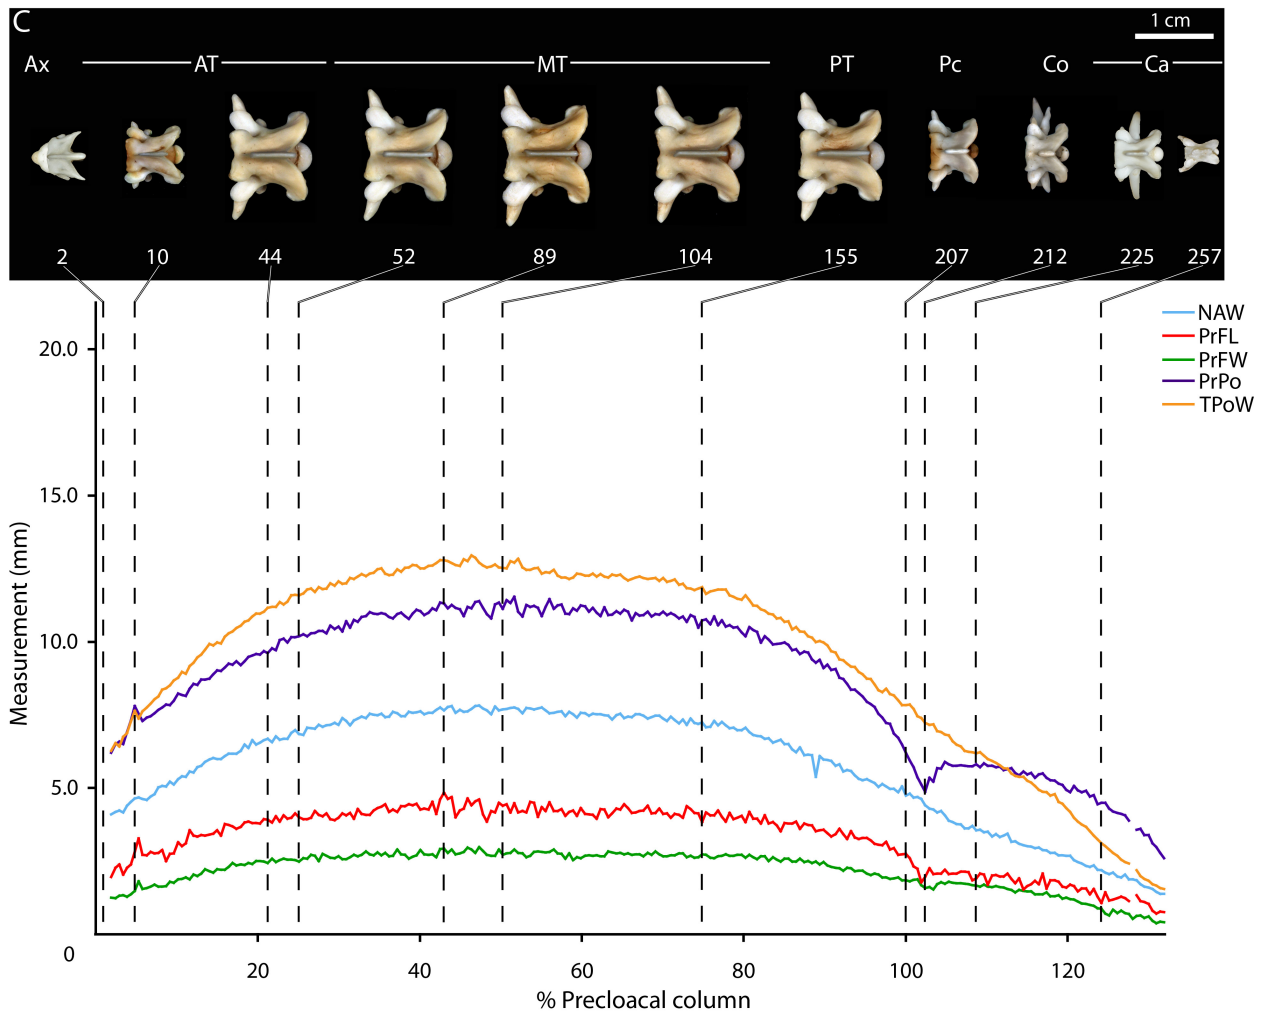 C
1 cm
Ax AT MT PT Pc Co Ca
2 10 44 52 89 104 155 207 212 225 257
NAW
PrFL
PrFW
PrPo
TPoW
20.0
15.0
10.0
5.0
0
Measurement (mm)
20 40 60 80 100 120
% Precloacal column